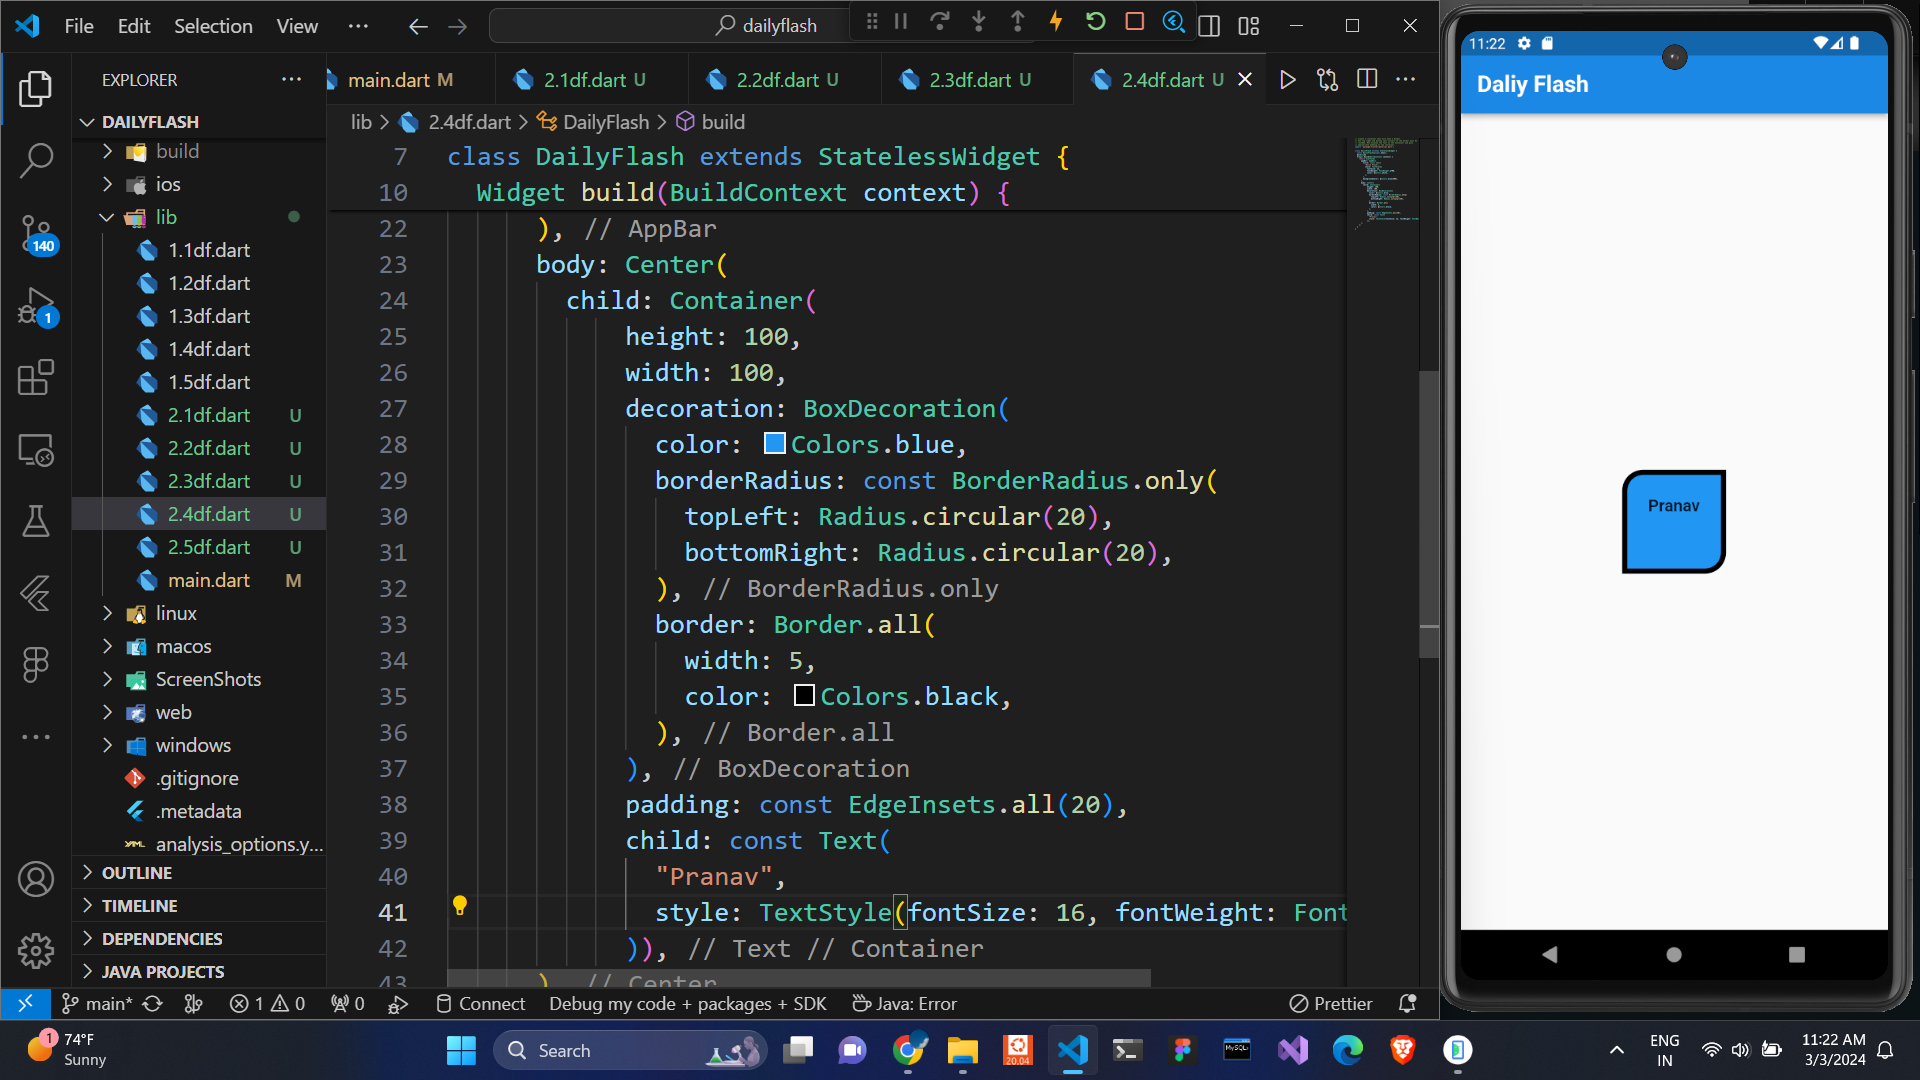 File Edit Selection View
dailyflash
EXPLORER
main.dart M
2.1df.dart U
2.2df.dart U
2.3df.dart U
2.4df.dart U
DAILYFLASH
lib > 2.4df.dart > DailyFlash > build
build
ios
lib
1.1df.dart
1.2df.dart
1.3df.dart
1.4df.dart
1.5df.dart
2.1df.dart U
2.2df.dart U
2.3df.dart U
2.4df.dart U
2.5df.dart U
main.dart M
linux
macos
ScreenShots
web
windows
.gitignore
.metadata
analysis_options.y...
OUTLINE
TIMELINE
DEPENDENCIES
JAVA PROJECTS
140
1
7 class DailyFlash extends StatelessWidget {
10 Widget build(BuildContext context) {
22 ), // AppBar
23 body: Center(
24 child: Container(
25 height: 100,
26 width: 100,
27 decoration: BoxDecoration(
28 color: Colors.blue,
29 borderRadius: const BorderRadius.only(
30 topLeft: Radius.circular(20),
31 bottomRight: Radius.circular(20),
32 ), // BorderRadius.only
33 border: Border.all(
34 width: 5,
35 color: Colors.black,
36 ), // Border.all
37 ), // BoxDecoration
38 padding: const EdgeInsets.all(20),
39 child: const Text(
40 "Pranav",
41 style: TextStyle(fontSize: 16, fontWeight: Font
42 )), // Text // Container
43 ) // Center
main* 1 0 0 Connect Debug my code + packages + SDK Java: Error Prettier
11:22
Daliy Flash
Pranav
1
74°F
Sunny
Search
20.04
MySQL
ENG
IN
11:22 AM
3/3/2024